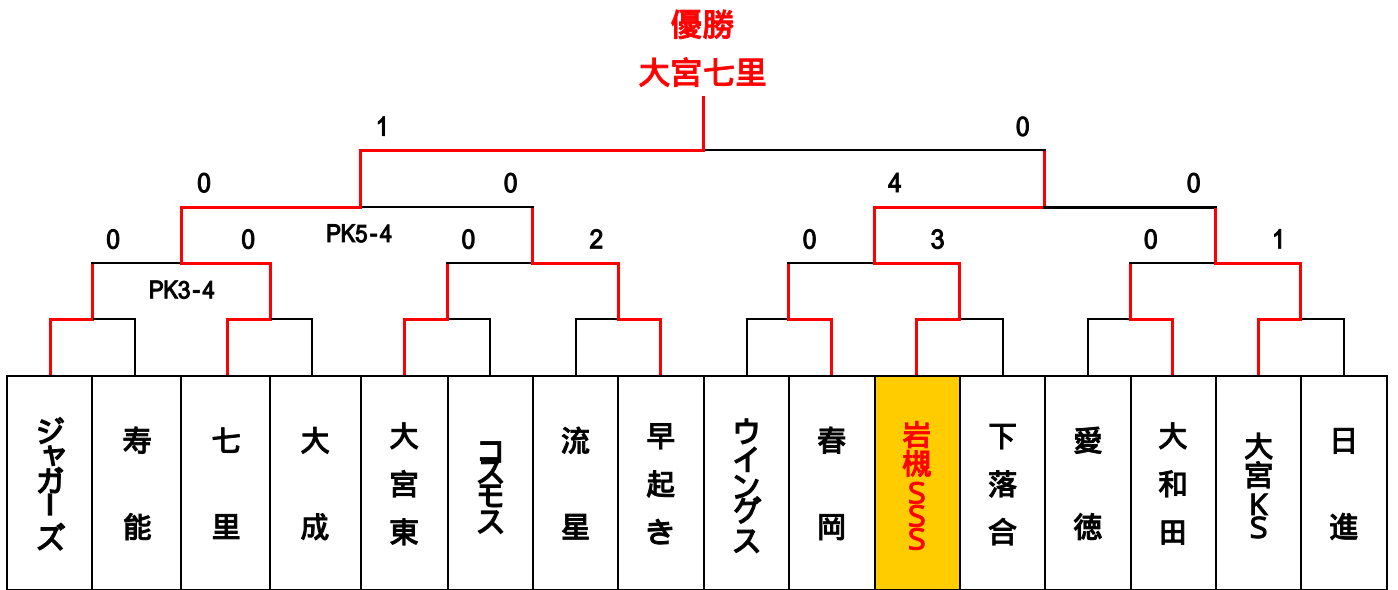 優勝
大宮七里
1 0
0 0 4 0
0 0 PK5-4 0 2 0 3 0 1
PK3-4
ジャガーズ
寿能
七里
大成
大宮東
コスモス
流星
早起き
ウイングス
春岡
岩槻SSS
下落合
愛徳
大和田
大宮KS
日進